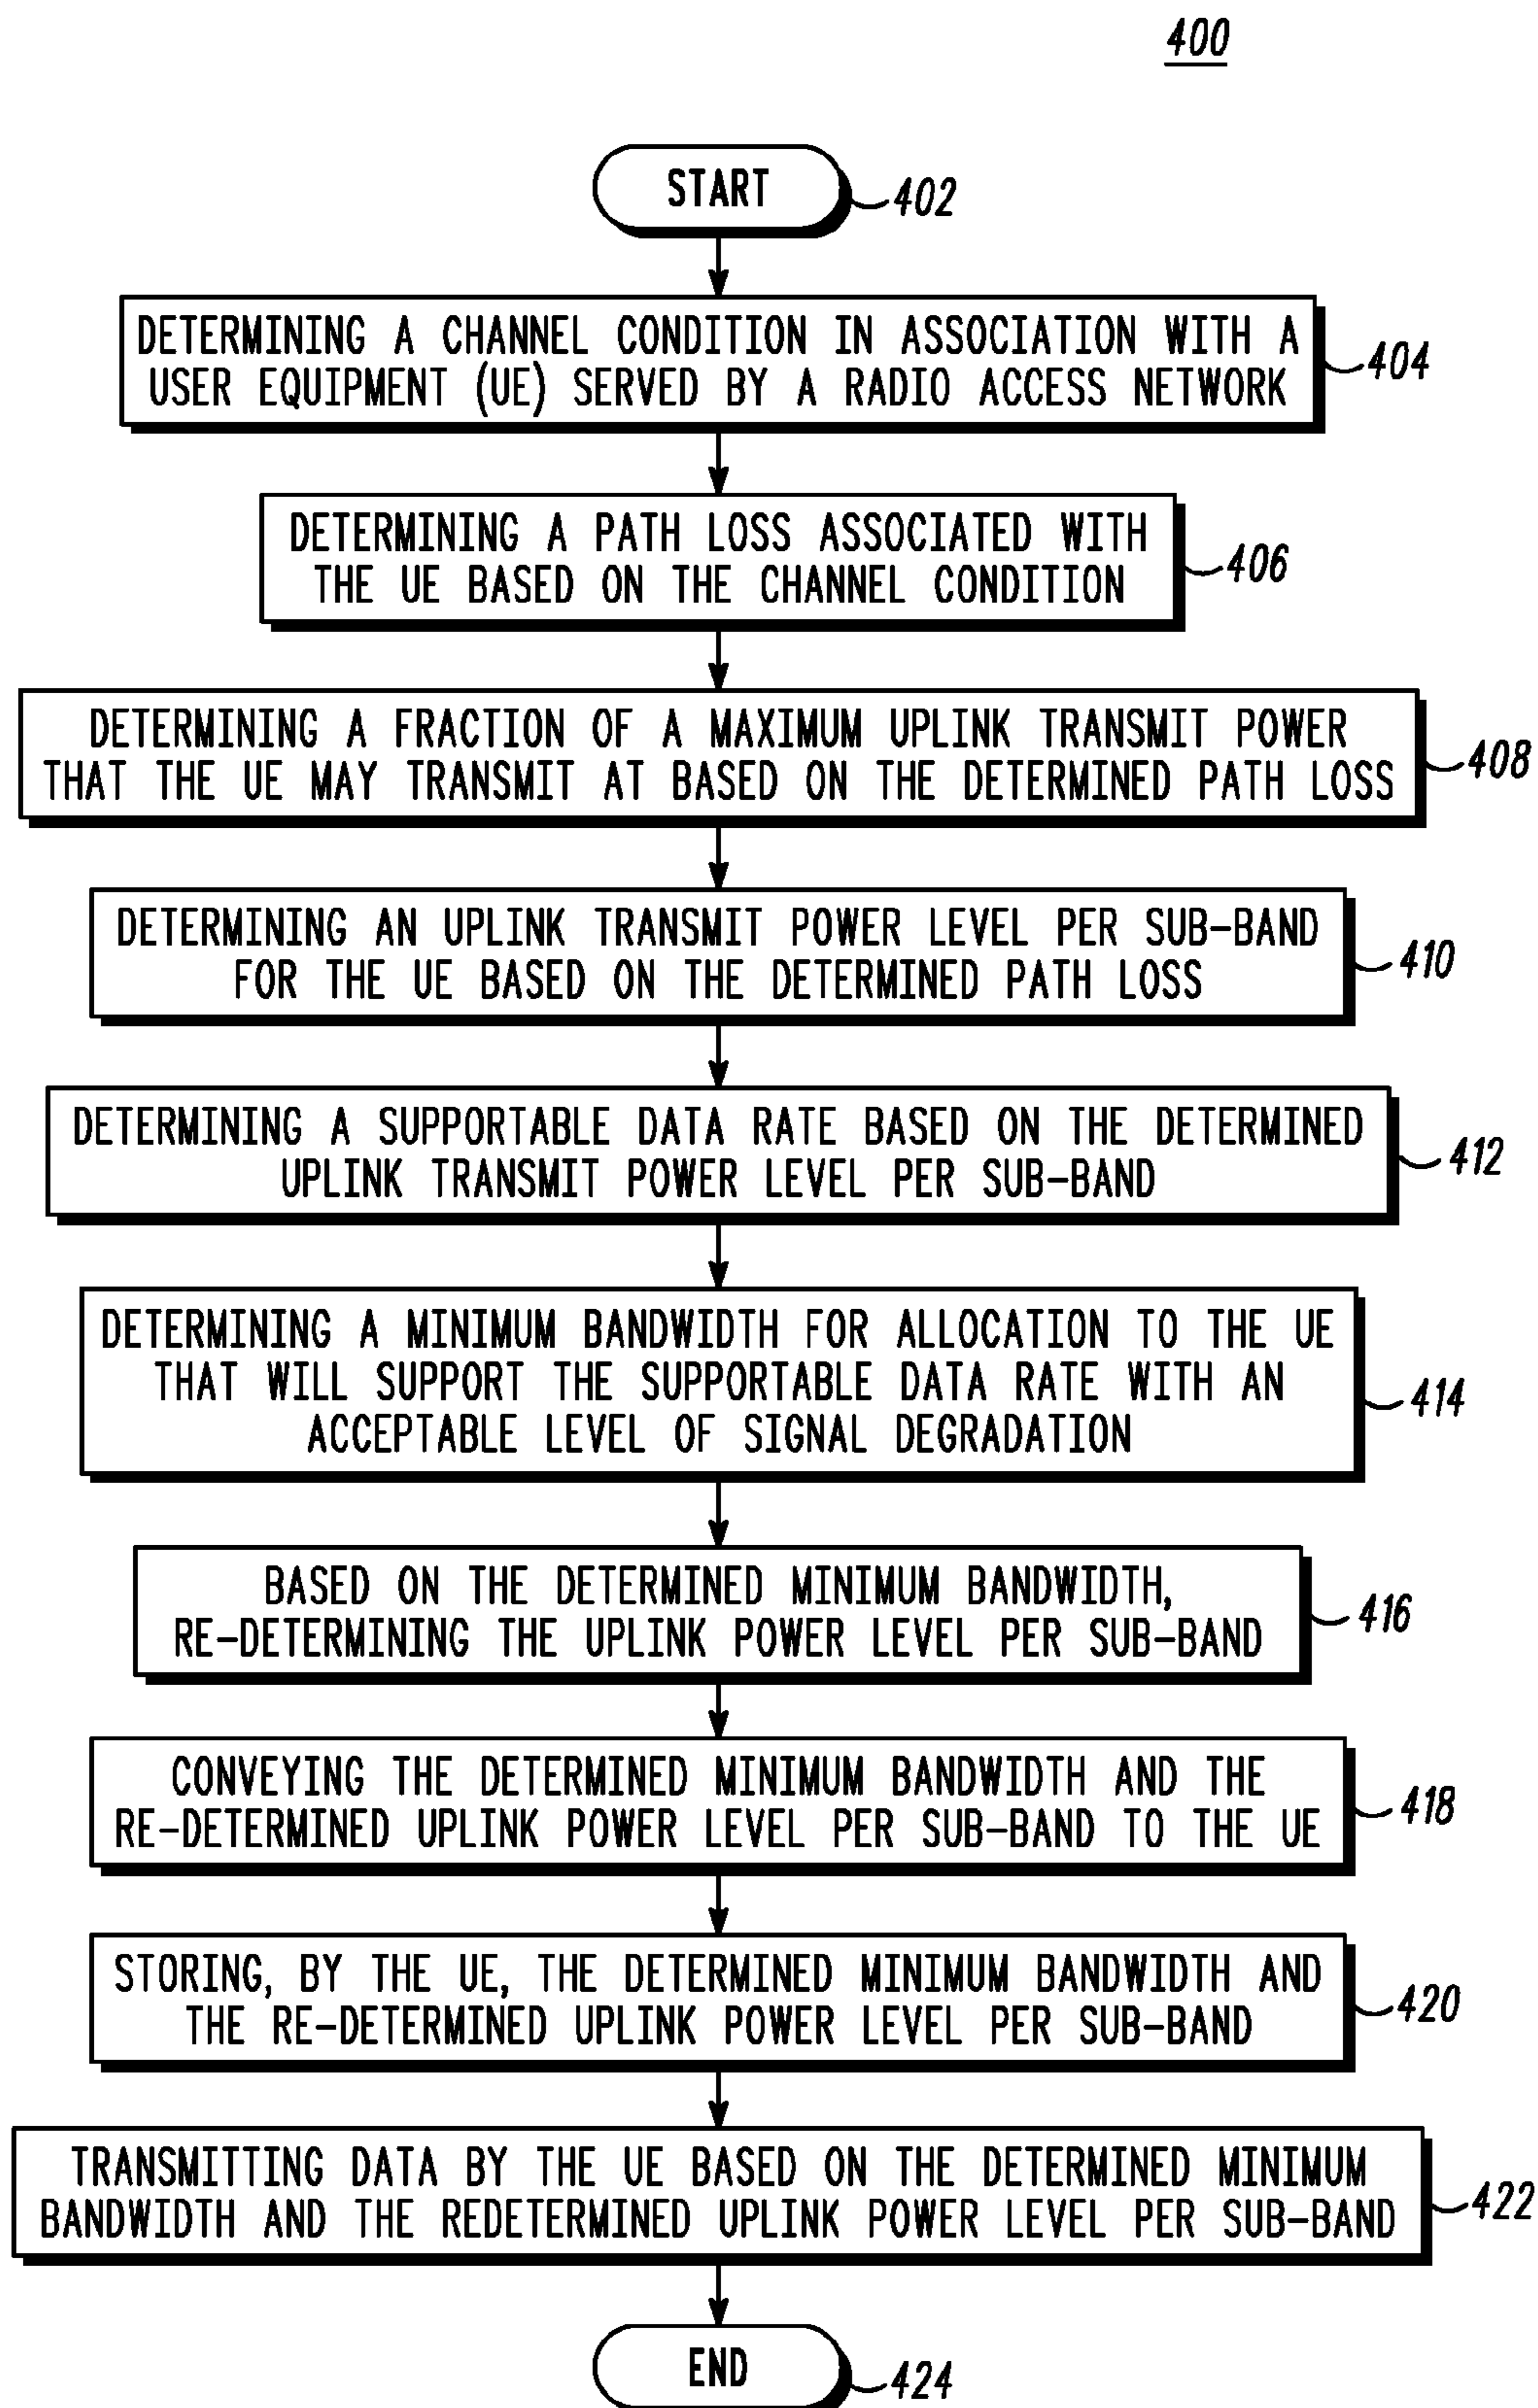 400
START
402
DETERMINING A CHANNEL CONDITION IN ASSOCIATION WITH A
USER EQUIPMENT (UE) SERVED BY A RADIO ACCESS NETWORK
404
DETERMINING A PATH LOSS ASSOCIATED WITH
THE UE BASED ON THE CHANNEL CONDITION
406
DETERMINING A FRACTION OF A MAXIMUM UPLINK TRANSMIT POWER
THAT THE UE MAY TRANSMIT AT BASED ON THE DETERMINED PATH LOSS
408
DETERMINING AN UPLINK TRANSMIT POWER LEVEL PER SUB-BAND
FOR THE UE BASED ON THE DETERMINED PATH LOSS
410
DETERMINING A SUPPORTABLE DATA RATE BASED ON THE DETERMINED
UPLINK TRANSMIT POWER LEVEL PER SUB-BAND
412
DETERMINING A MINIMUM BANDWIDTH FOR ALLOCATION TO THE UE
THAT WILL SUPPORT THE SUPPORTABLE DATA RATE WITH AN
ACCEPTABLE LEVEL OF SIGNAL DEGRADATION
414
BASED ON THE DETERMINED MINIMUM BANDWIDTH,
RE-DETERMINING THE UPLINK POWER LEVEL PER SUB-BAND
416
CONVEYING THE DETERMINED MINIMUM BANDWIDTH AND THE
RE-DETERMINED UPLINK POWER LEVEL PER SUB-BAND TO THE UE
418
STORING, BY THE UE, THE DETERMINED MINIMUM BANDWIDTH AND
THE RE-DETERMINED UPLINK POWER LEVEL PER SUB-BAND
420
TRANSMITTING DATA BY THE UE BASED ON THE DETERMINED MINIMUM
BANDWIDTH AND THE REDETERMINED UPLINK POWER LEVEL PER SUB-BAND
422
END
424